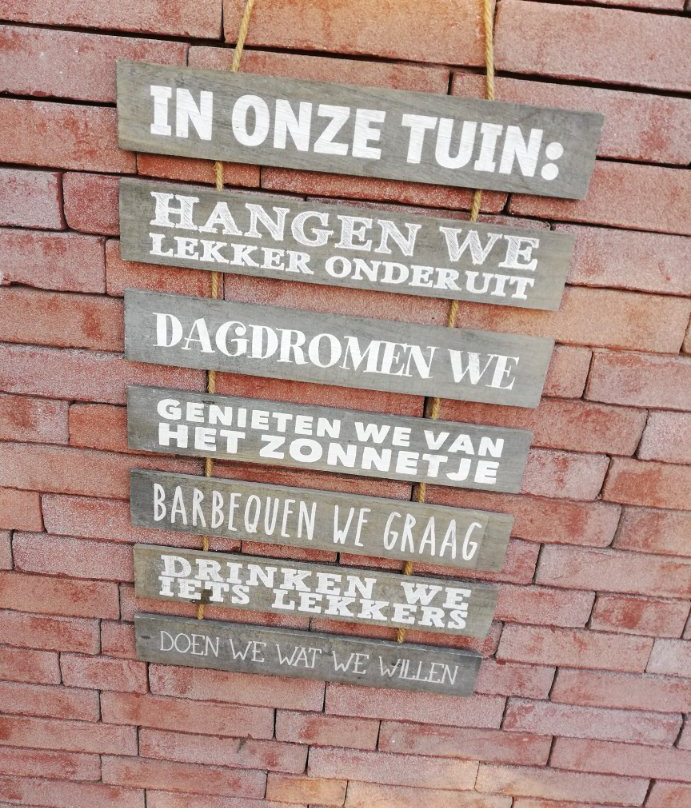 IN ONZE TUIN:
HANGEN WE
LEKKER ONDERUIT
DAGDROMEN WE
GENIETEN WE VAN
HET ZONNETJE
BARBEQUEN WE GRAAG
DRINKEN WE
IETS LEKKERS
DOEN WE WAT WE WILLEN